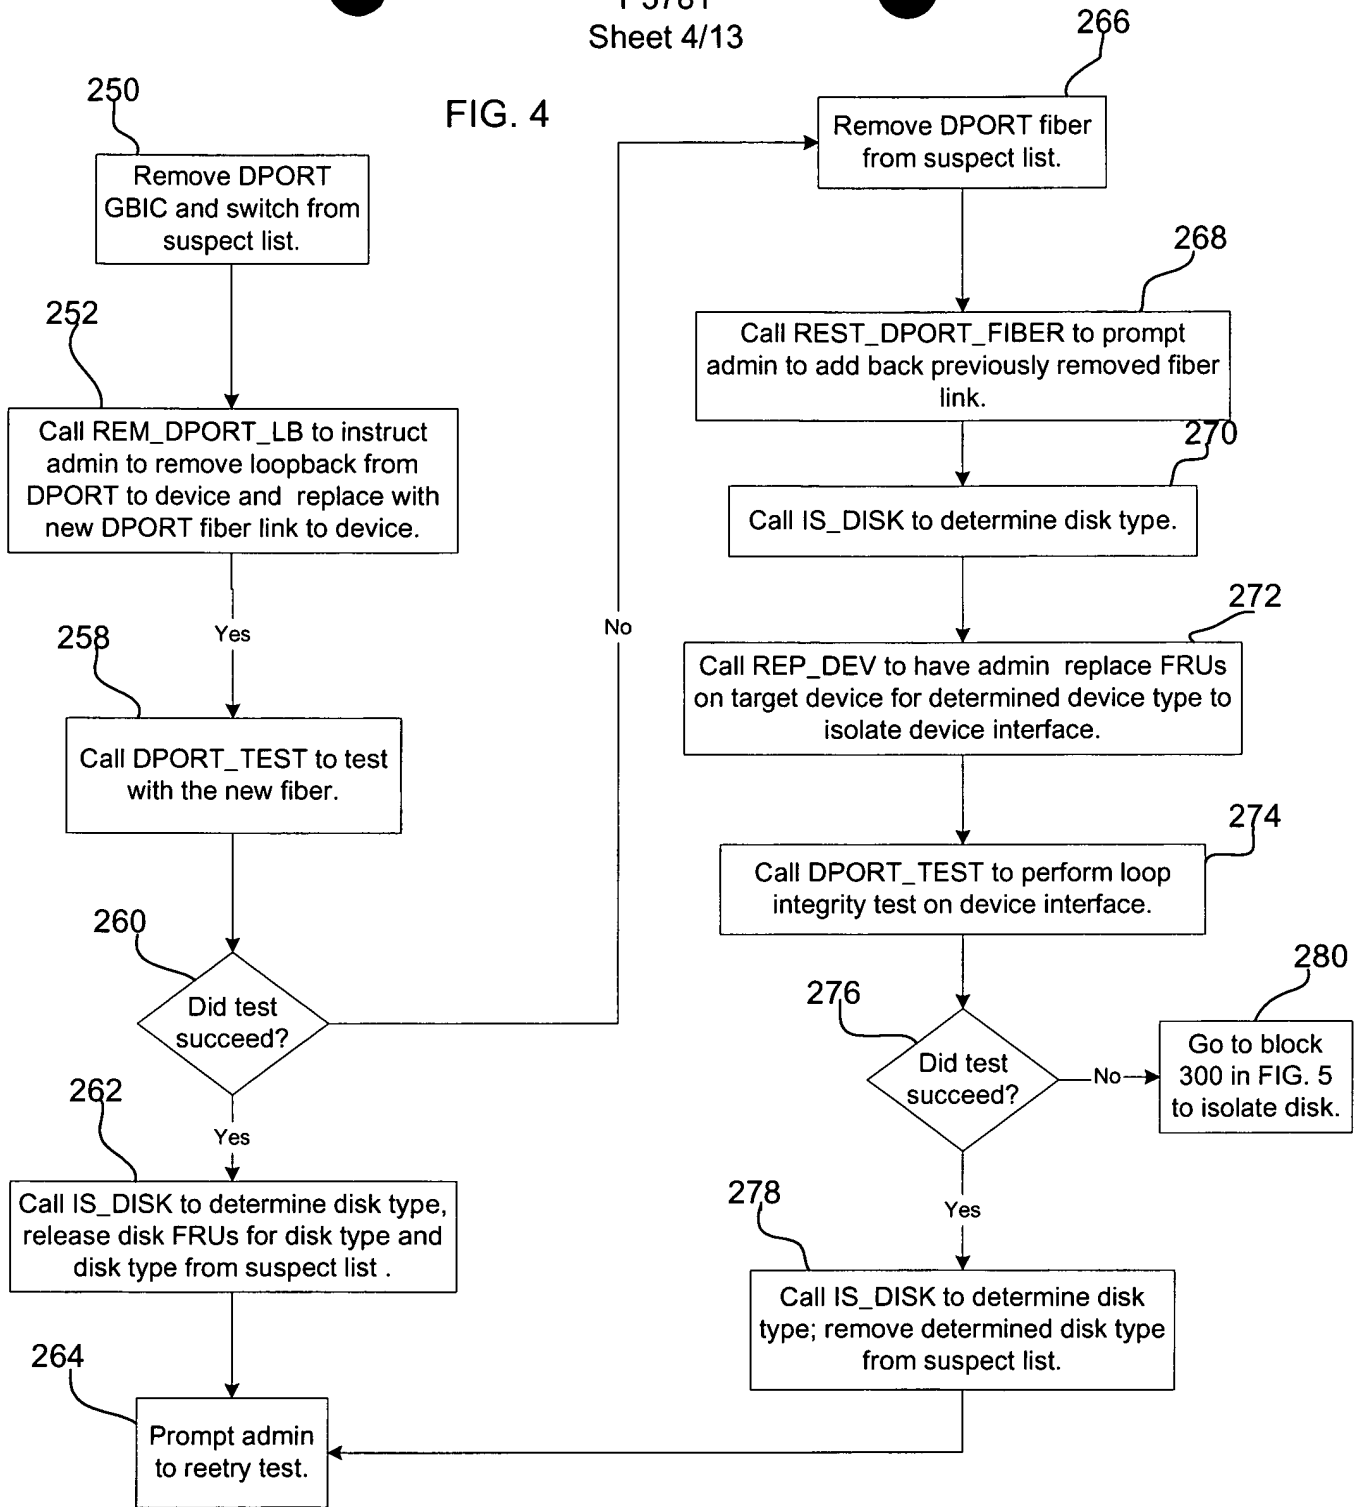 P5781
Sheet 4/13
FIG. 4
250
Remove DPORT
GBIC and switch from
suspect list.
252
Call REM_DPORT_LB to instruct
admin to remove loopback from
DPORT to device and replace with
new DPORT fiber link to device.
Yes
258
Call DPORT_TEST to test
with the new fiber.
260
Did test
succeed?
No
262
Yes
Call IS_DISK to determine disk type,
release disk FRUs for disk type and
disk type from suspect list .
264
Prompt admin
to reetry test.
266
Remove DPORT fiber
from suspect list.
268
Call REST_DPORT_FIBER to prompt
admin to add back previously removed fiber
link.
270
Call IS_DISK to determine disk type.
272
Call REP_DEV to have admin replace FRUs
on target device for determined device type to
isolate device interface.
274
Call DPORT_TEST to perform loop
integrity test on device interface.
276
Did test
succeed?
No
280
Go to block
300 in FIG. 5
to isolate disk.
Yes
278
Call IS_DISK to determine disk
type; remove determined disk type
from suspect list.